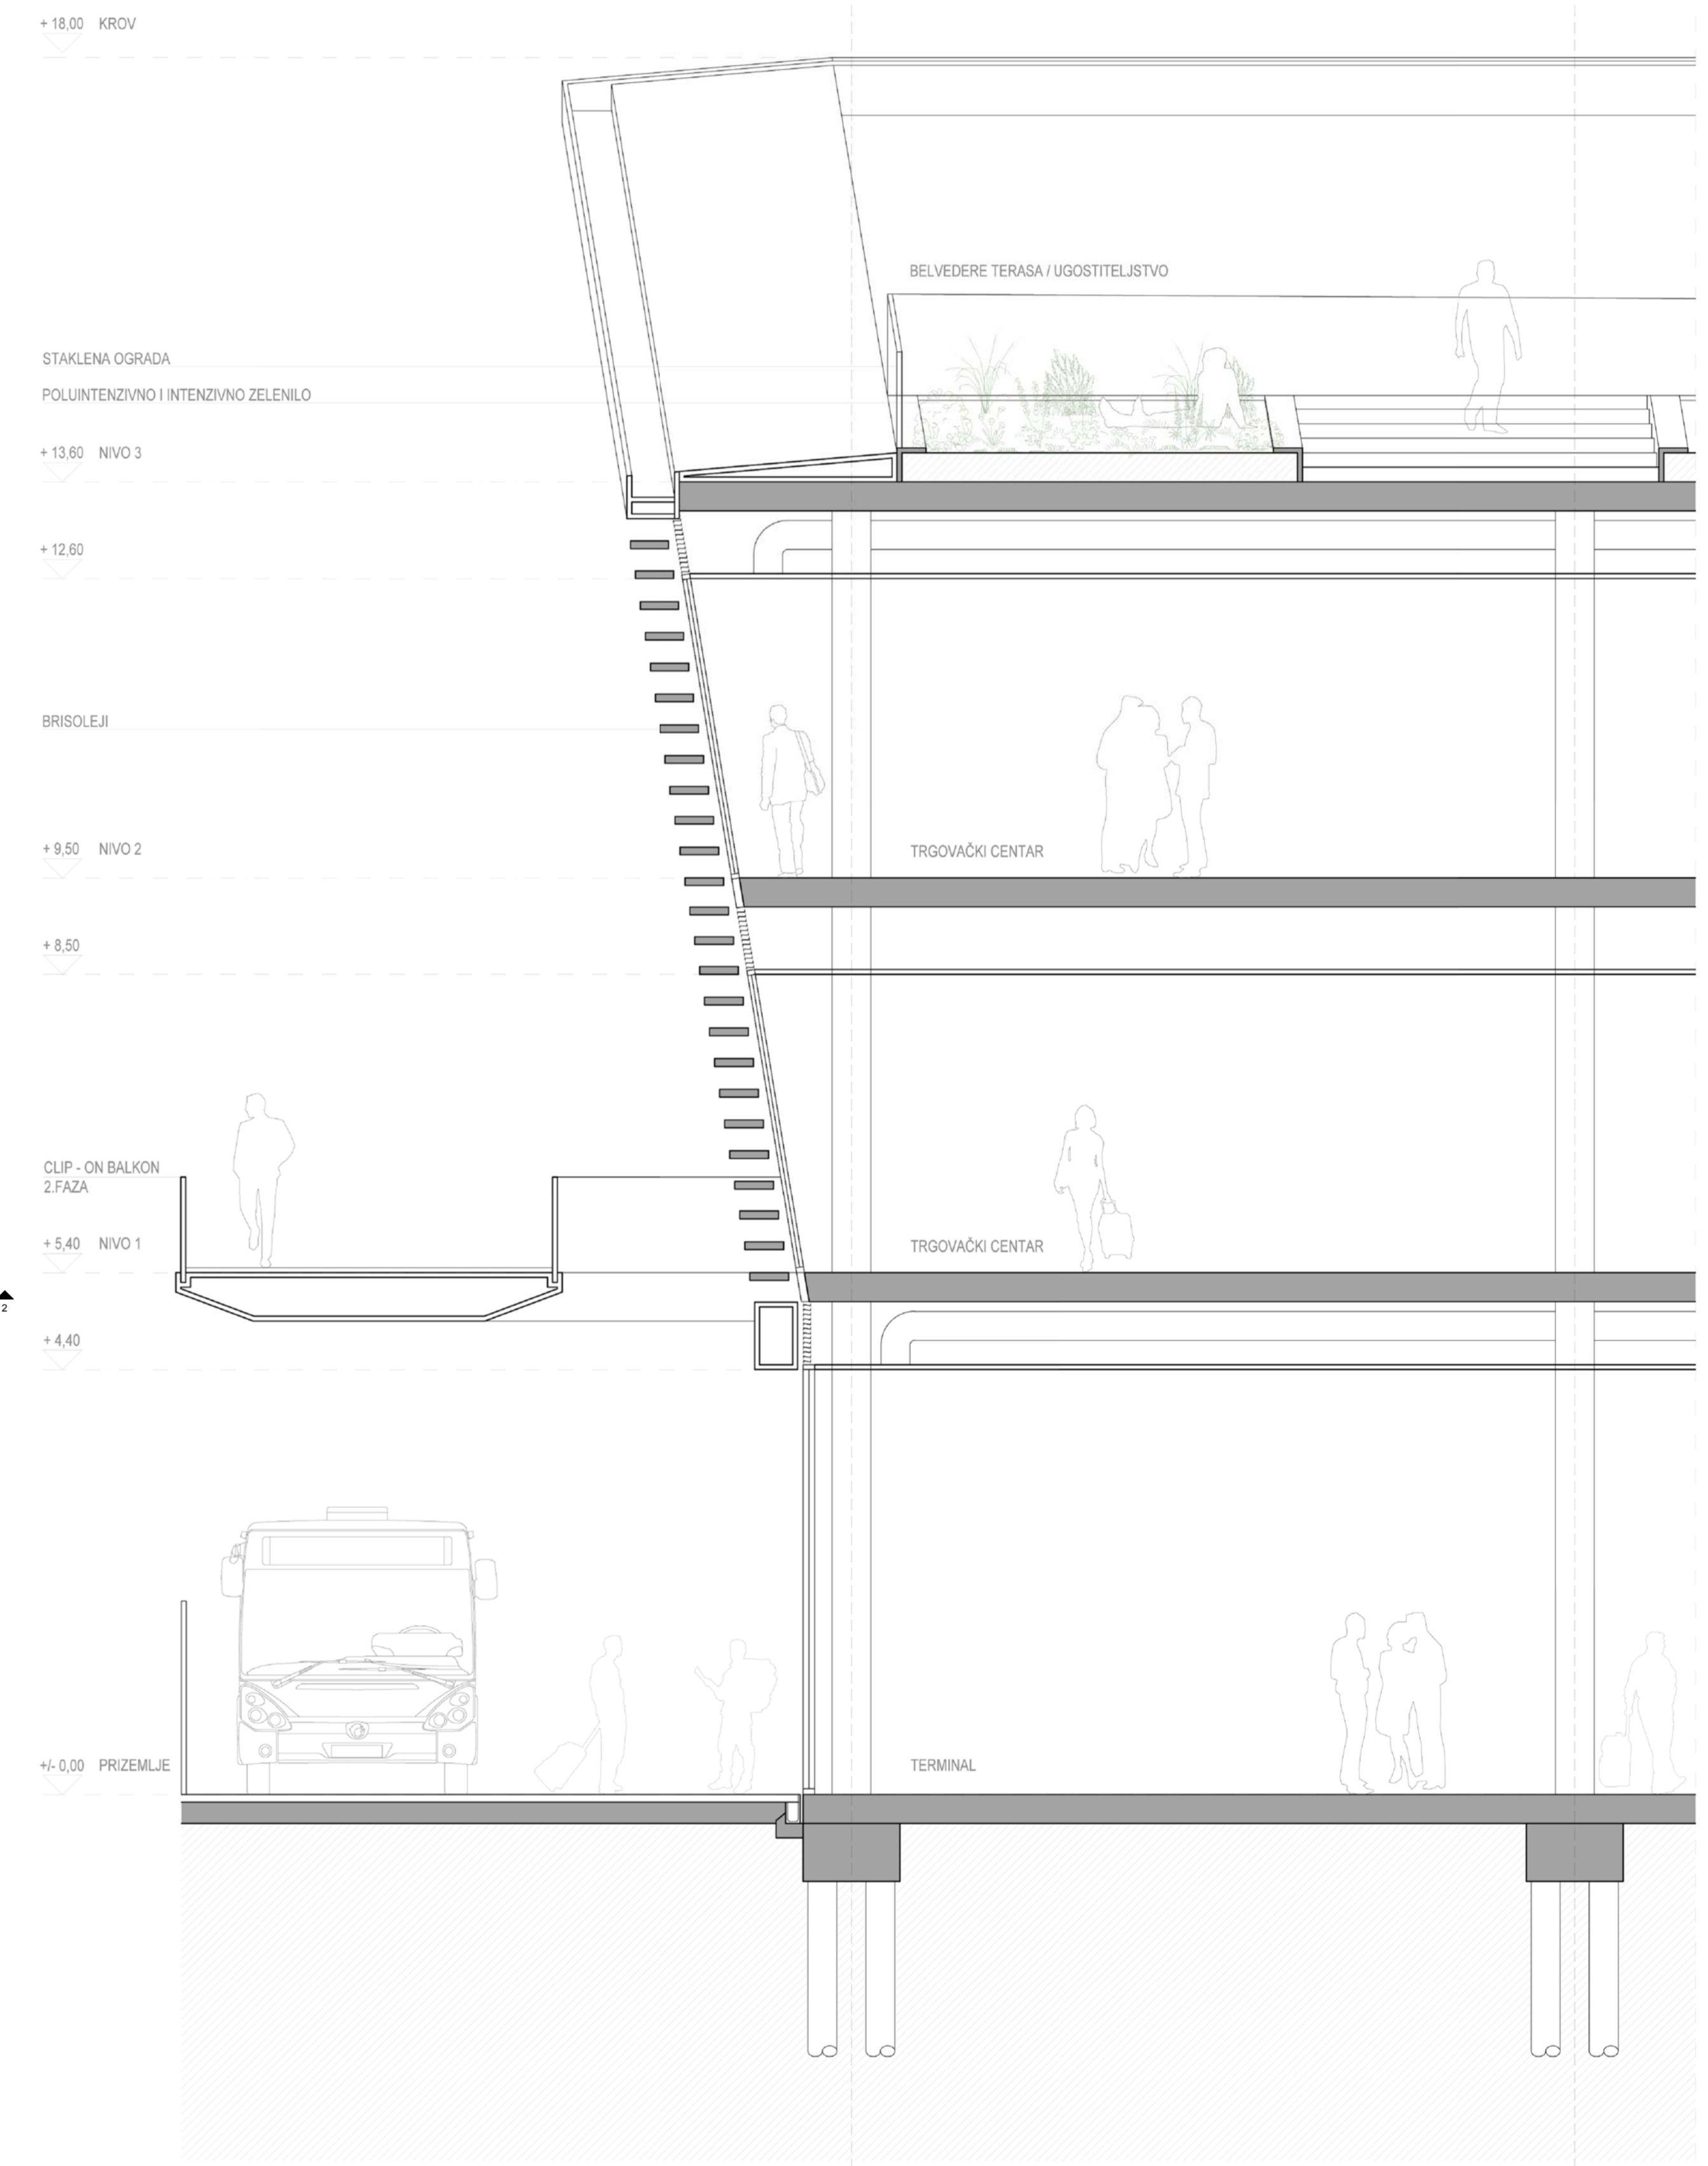 + 18,00 KROV
BELVEDERE TERASA / UGOSTITELJSTVO
STAKLENA OGRADA
POLUINTENZIVNO I INTENZIVNO ZELENILO
+ 13,60 NIVO 3
+ 12,60
BRISOLEJI
+ 9,50 NIVO 2
TRGOVAČKI CENTAR
+ 8,50
CLIP - ON BALKON
2.FAZA
+ 5,40 NIVO 1
TRGOVAČKI CENTAR
2
+ 4,40
+/- 0,00 PRIZEMLJE
TERMINAL